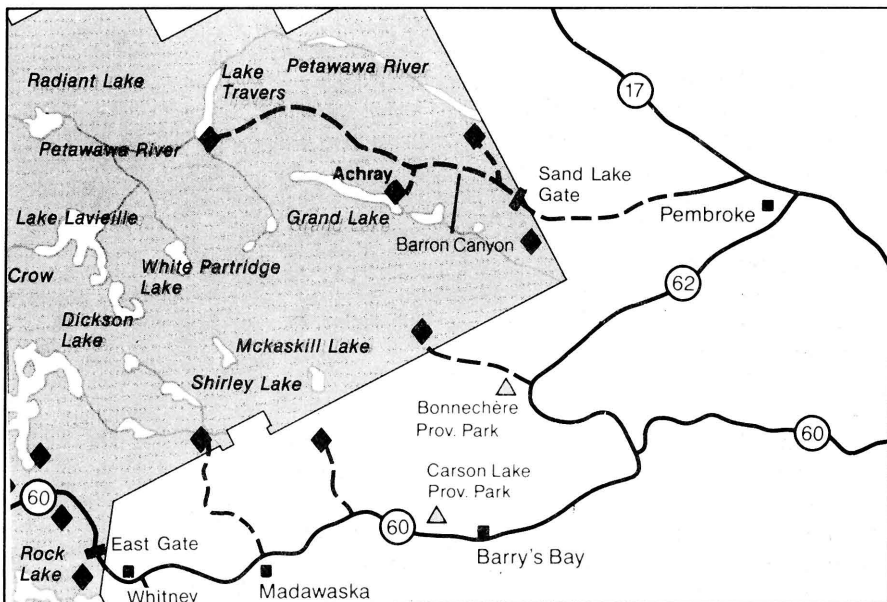 Radiant Lake
Lake
Travers
Petawawa River
17
Petawawa River
Achray
Sand Lake
Gate
Pembroke
Lake Lavieille
Grand Lake
Barron Canyon
Crow
White Partridge
Lake
62
Dickson
Lake
Mckaskill Lake
Shirley Lake
Bonnechère
Prov. Park
60
Carson Lake
Prov. Park
60
60
East Gate
Rock
Lake
Barry's Bay
Whitney
Madawaska